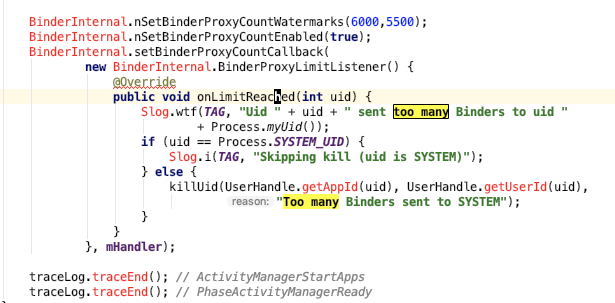 BinderInternal.nSetBinderProxyCountWatermarks(6000,5500);
BinderInternal.nSetBinderProxyCountEnabled(true);
BinderInternal.setBinderProxyCountCallback(
new BinderInternal.BinderProxyLimitListener() {
@Override
public void onLimitReached(int uid) {
Slog.wtf(TAG, "Uid " + uid + " sent too many Binders to uid "
+ Process.myUid());
if (uid == Process.SYSTEM_UID) {
Slog.i(TAG, "Skipping kill (uid is SYSTEM)");
} else {
killUid(UserHandle.getAppId(uid), UserHandle.getUserId(uid),
reason: "Too many Binders sent to SYSTEM");
}
}
}, mHandler);
traceLog.traceEnd(); // ActivityManagerStartApps
traceLog.traceEnd(); // PhaseActivityManagerReady